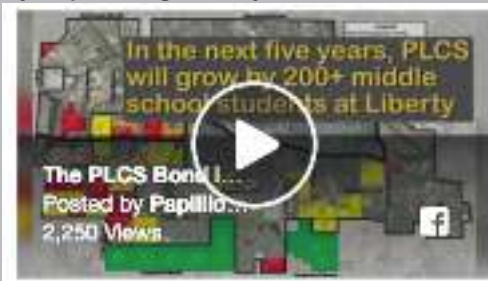 In the next five years, PLCS
will grow by 200+ middle
school students at Liberty
The PLCS Bond I....
Posted by Papillio...
2,250 Views